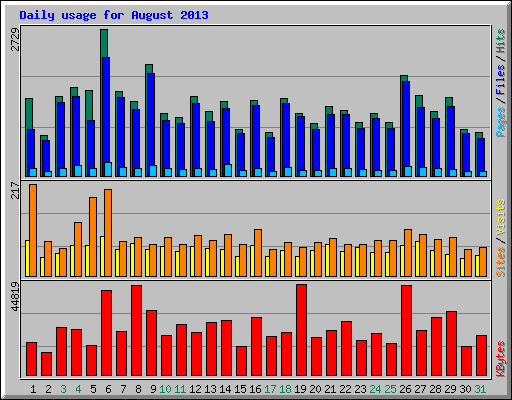 Daily usage for August 2013
2729
Pages / Files / Hits
217
Sites / Visits
44819
KBytes
1 2 3 4 5 6 7 8 9 10 11 12 13 14 15 16 17 18 19 20 21 22 23 24 25 26 27 28 29 30 31